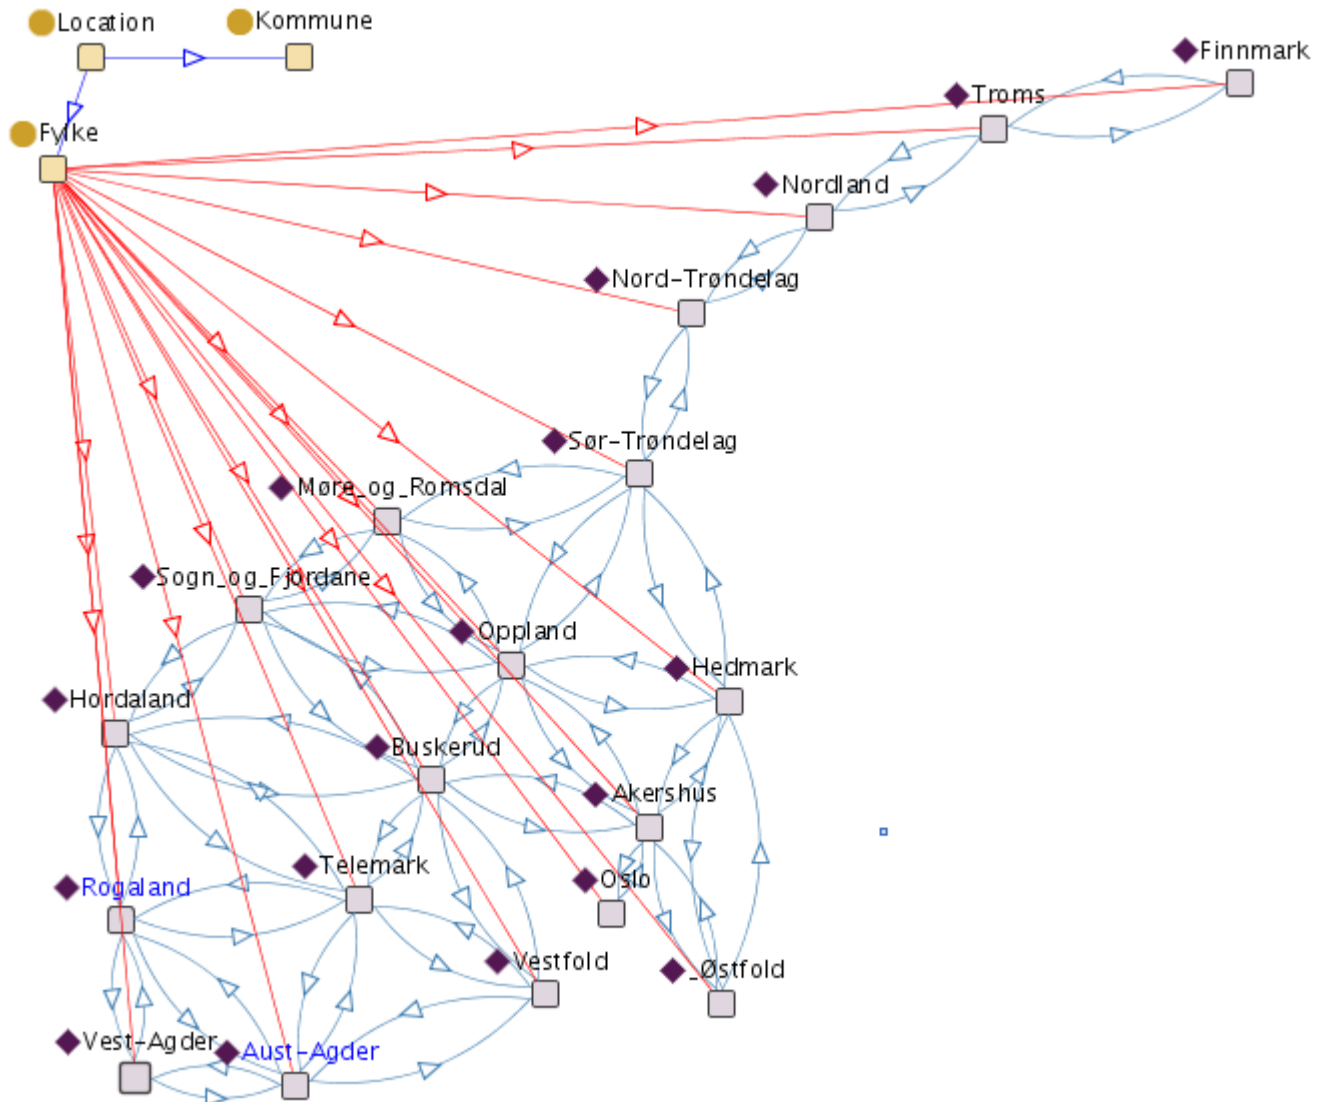 Location
Kommune
Finnmark
Troms
Fylke
Nordland
Nord-Trøndelag
Sør-Trøndelag
Møre_og_Romsdal
Sogn_og_Fjordane
Oppland
Hedmark
Hordaland
Buskerud
Akershus
Telemark
Oslo
Rogaland
Vestfold
_Østfold
Vest-Agder
Aust-Agder